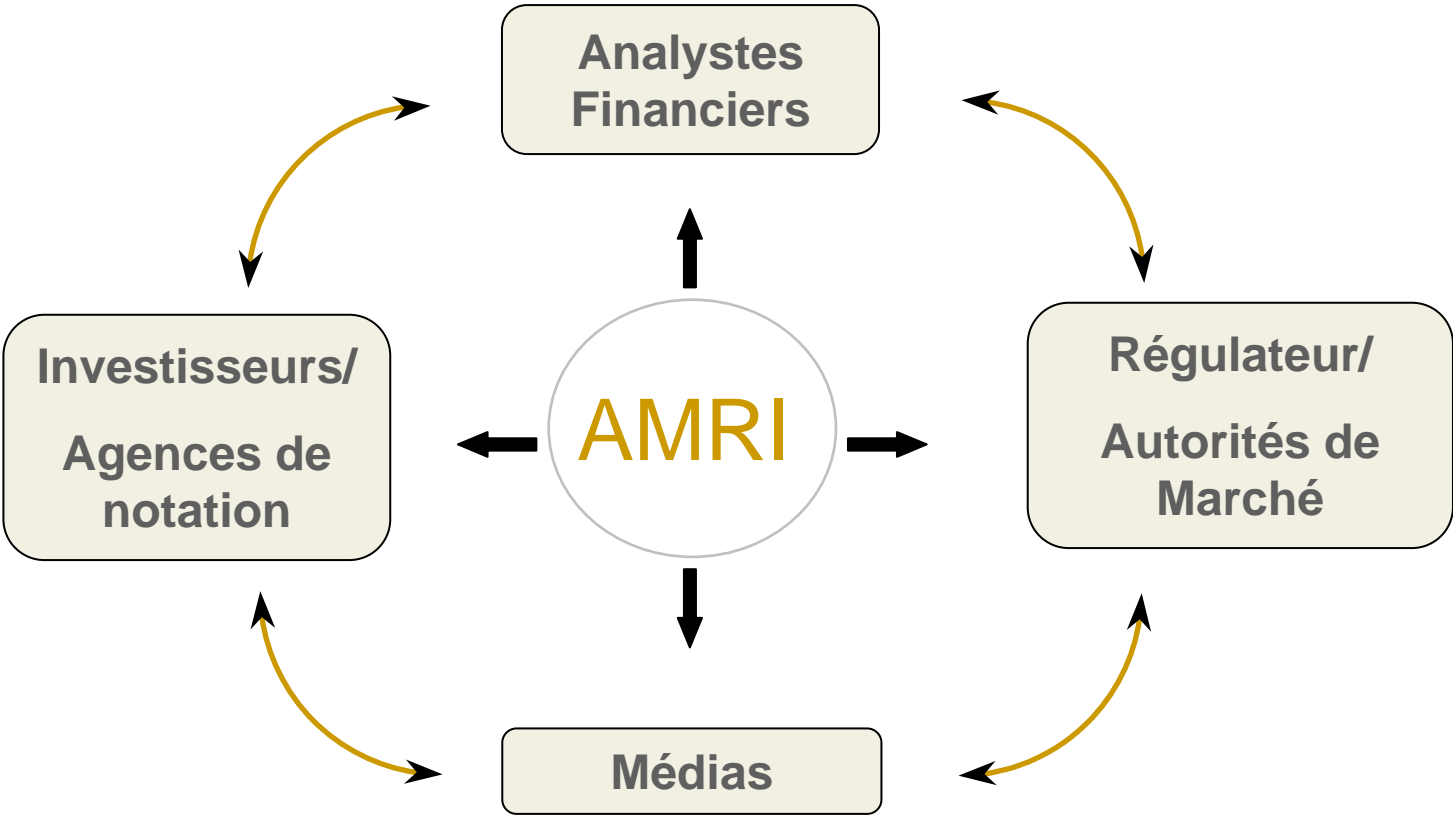 Analystes
Financiers
Investisseurs/
Agences de
notation
AMRI
Régulateur/
Autorités de
Marché
Médias